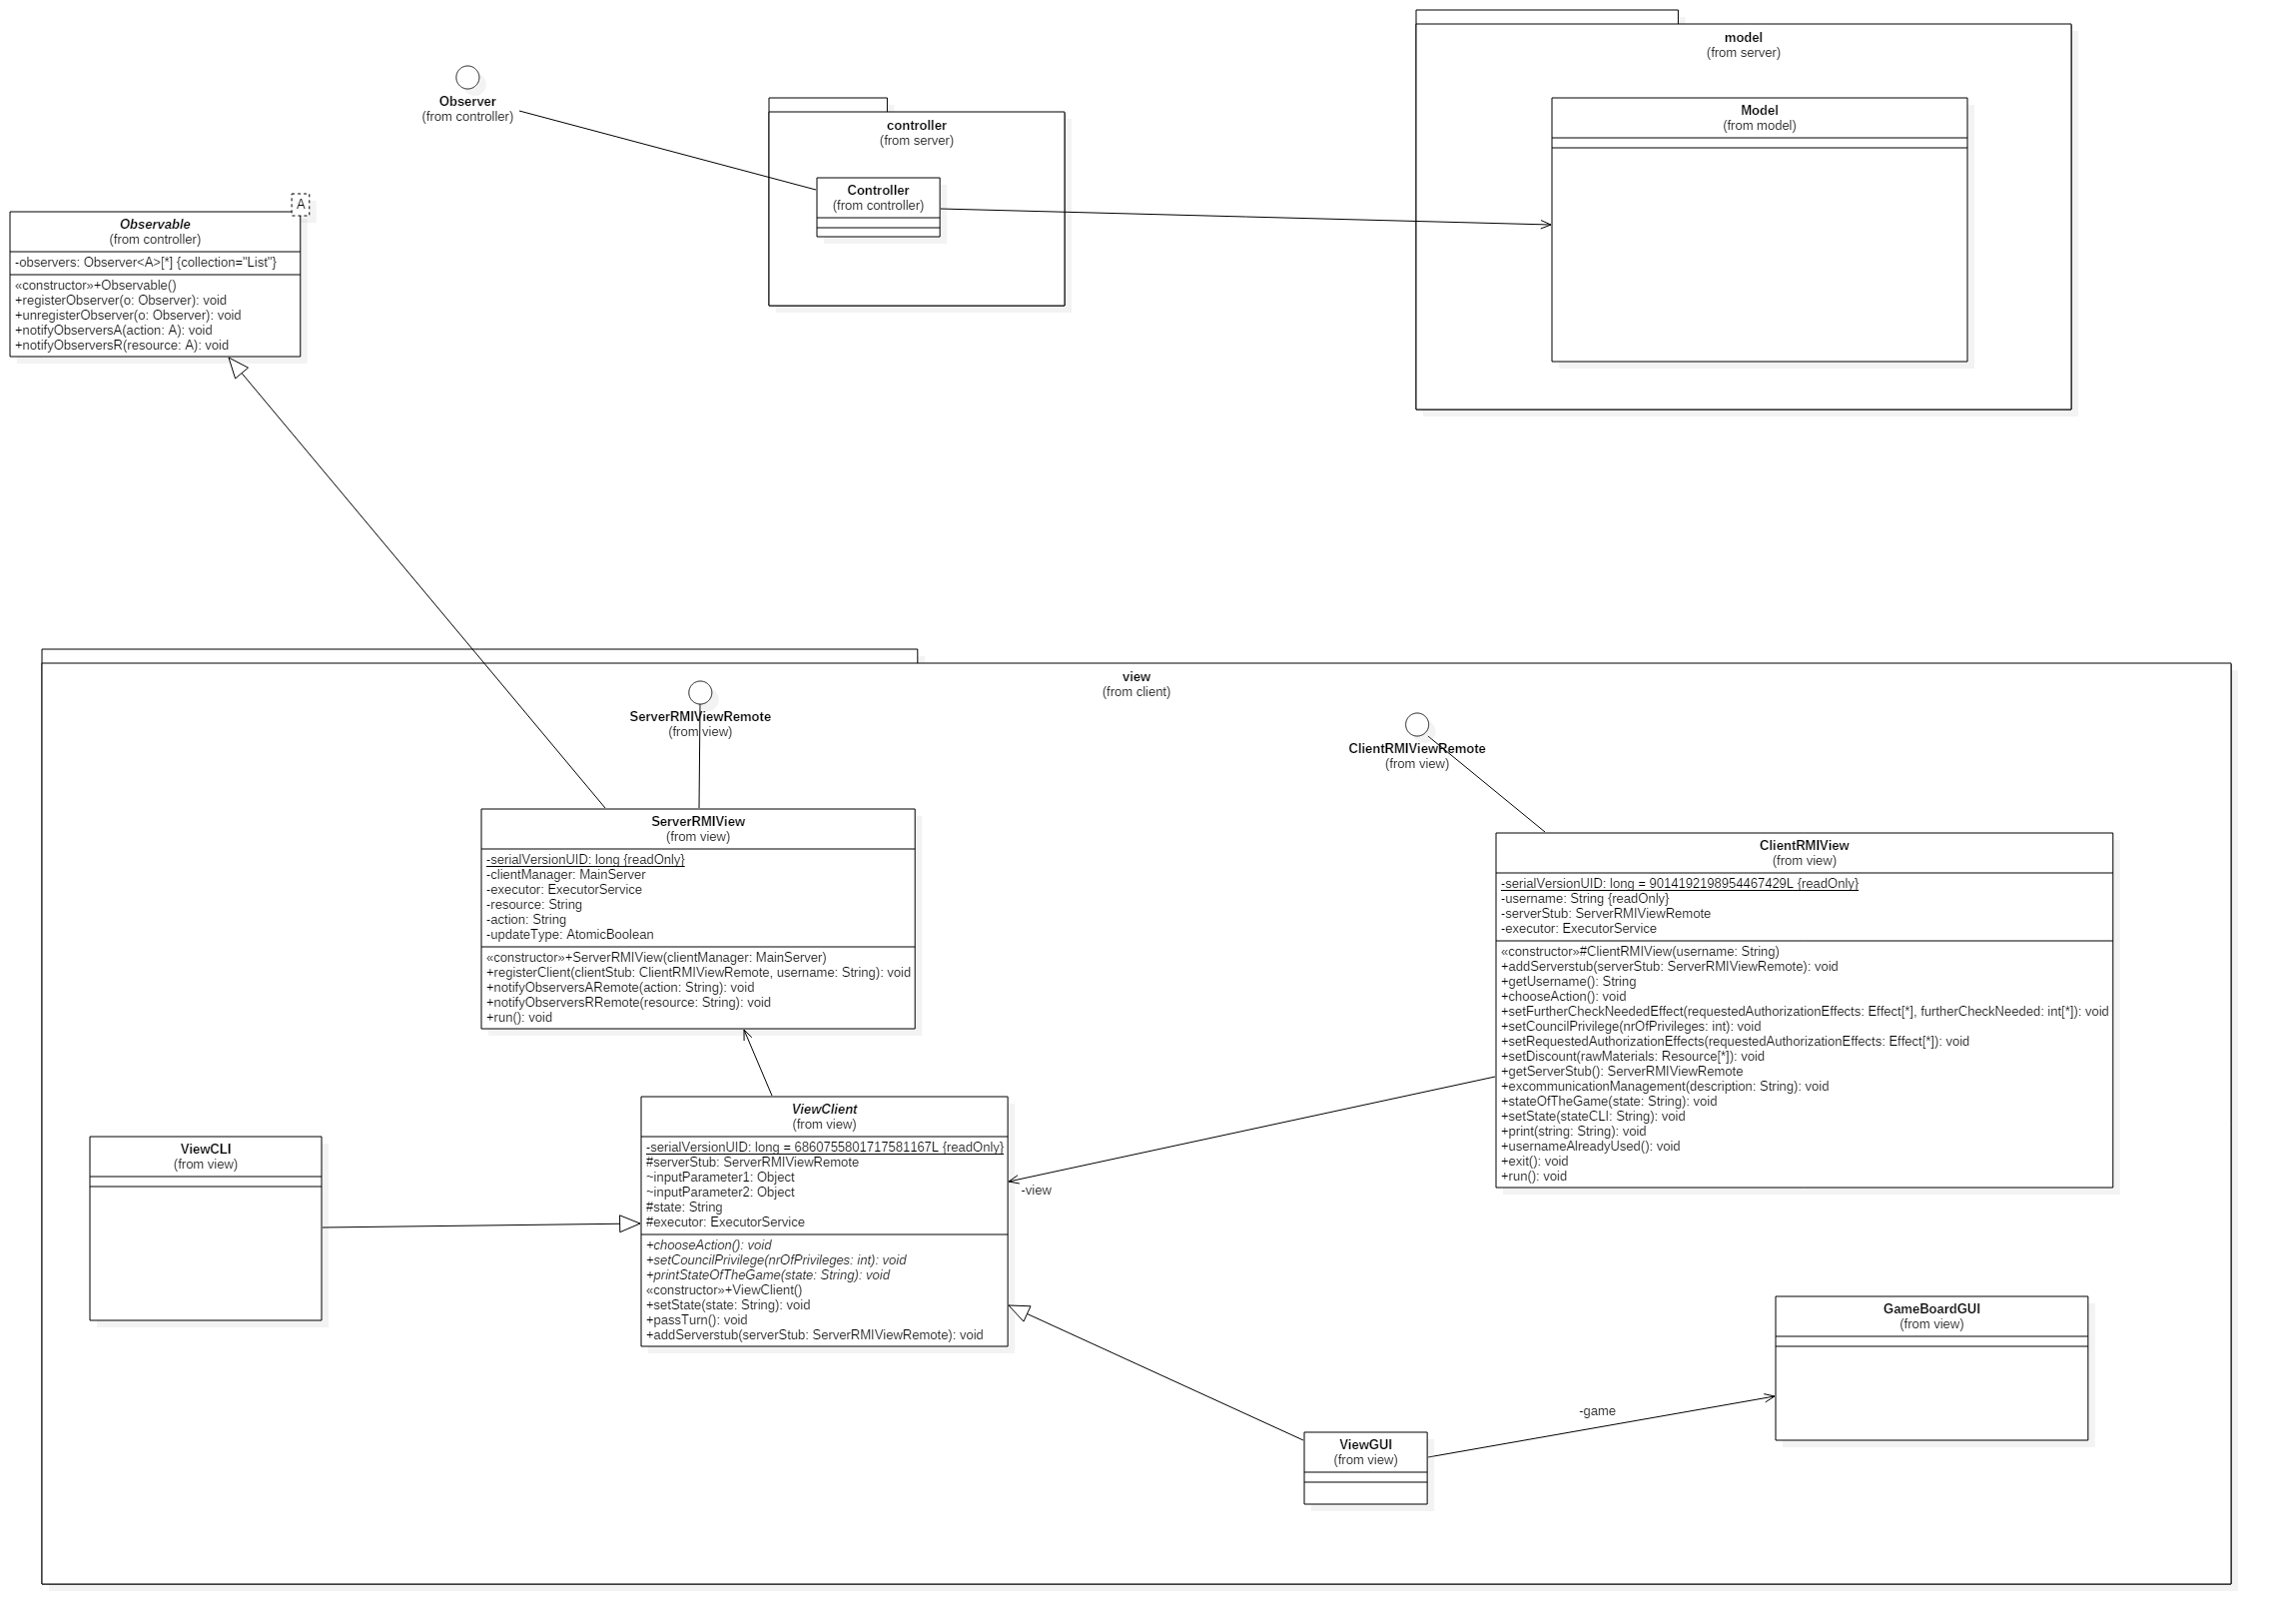 model
(from server)
Model
(from model)
Observer
(from controller)
controller
(from server)
Controller
(from controller)
A
Observable
(from controller)
-observers: Observer<A>[*] {collection="List"}
«constructor»+Observable()
+registerObserver(o: Observer): void
+unregisterObserver(o: Observer): void
+notifyObserversA(action: A): void
+notifyObserversR(resource: A): void
view
(from client)
ServerRMIViewRemote
(from view)
ClientRMIViewRemote
(from view)
ServerRMIView
(from view)
-serialVersionUID: long {readOnly}
-clientManager: MainServer
-executor: ExecutorService
-resource: String
-action: String
-updateType: AtomicBoolean
«constructor»+ServerRMIView(clientManager: MainServer)
+registerClient(clientStub: ClientRMIViewRemote, username: String): void
+notifyObserversARemote(action: String): void
+notifyObserversRRemote(resource: String): void
+run(): void
ClientRMIView
(from view)
-serialVersionUID: long = 9014192198954467429L {readOnly}
-username: String {readOnly}
-serverStub: ServerRMIViewRemote
-executor: ExecutorService
«constructor»#ClientRMIView(username: String)
+addServerstub(serverStub: ServerRMIViewRemote): void
+getUsername(): String
+chooseAction(): void
+setFurtherCheckNeededEffect(requestedAuthorizationEffects: Effect[*], furtherCheckNeeded: int[*]): void
+setCouncilPrivilege(nrOfPrivileges: int): void
+setRequestedAuthorizationEffects(requestedAuthorizationEffects: Effect[*]): void
+setDiscount(rawMaterials: Resource[*]): void
+getServerStub(): ServerRMIViewRemote
+excommunicationManagement(description: String): void
+stateOfTheGame(state: String): void
+setState(stateCLI: String): void
+print(string: String): void
+usernameAlreadyUsed(): void
+exit(): void
+run(): void
ViewClient
(from view)
-serialVersionUID: long = 6860755801717581167L {readOnly}
#serverStub: ServerRMIViewRemote
~inputParameter1: Object
~inputParameter2: Object
#state: String
#executor: ExecutorService
+chooseAction(): void
+setCouncilPrivilege(nrOfPrivileges: int): void
+printStateOfTheGame(state: String): void
«constructor»+ViewClient()
+setState(state: String): void
+passTurn(): void
+addServerstub(serverStub: ServerRMIViewRemote): void
-view
ViewCLI
(from view)
GameBoardGUI
(from view)
-game
ViewGUI
(from view)